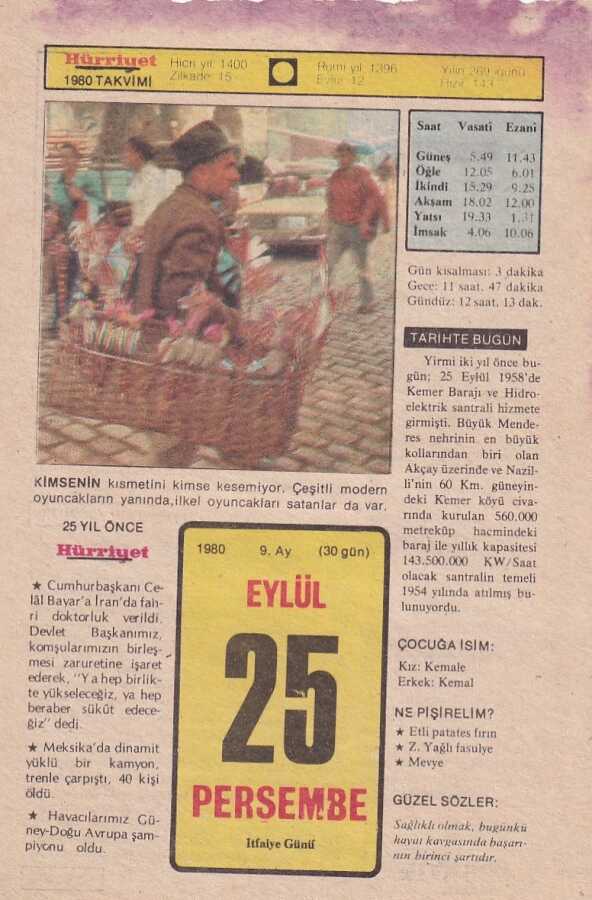 Hürriyet
1980 TAKVİMİ
Hicri yıl: 1400
Zilkade: 15
Rumi yıl: 1396
Eylül: 12
Yılın 269 uncu günü
Hızır: 143
Saat Vasati Ezani
Güneş 5.49 11.43
Öğle 12.05 6.01
İkindi 15.29 9.25
Akşam 18.02 12.00
Yatsı 19.33 1.31
İmsak 4.06 10.06
Gün kısalması: 3 dakika
Gece: 11 saat, 47 dakika
Gündüz: 12 saat, 13 dak.
TARİHTE BUGÜN
Yirmi iki yıl önce bu-
gün; 25 Eylül 1958'de
Kemer Barajı ve Hidro-
elektrik santrali hizmete
girmişti. Büyük Mende-
res nehrinin en büyük
kollarından biri olan
Akçay üzerinde ve Nazil-
li'nin 60 Km. güneyin-
deki Kemer köyü civa-
rında kurulan 560.000
metreküp hacmindeki
baraj ile yıllık kapasitesi
143.500.000 KW/Saat
olacak santralin temeli
1954 yılında atılmış bu-
lunuyordu.
ÇOCUĞA İSİM:
Kız: Kemale
Erkek: Kemal
NE PİŞİRELİM?
★ Etli patates fırın
★ Z. Yağlı fasulye
★ Mevye
GÜZEL SÖZLER:
Sağlıklı olmak, bugünkü
hayat kavgasında başarı-
nın birinci şartıdır.
KİMSENİN kısmetini kimse kesemiyor. Çeşitli modern
oyuncakların yanında,ilkel oyuncakları satanlar da var.
25 YIL ÖNCE
Hürriyet
★ Cumhurbaşkanı Ce-
lâl Bayar'a İran'da fah-
ri doktorluk verildi.
Devlet Başkanımız,
komşularımızın birleş-
mesi zaruretine işaret
ederek, "Ya hep birlik-
te yükseleceğiz, ya hep
beraber sükût edece-
ğiz" dedi.
★ Meksika'da dinamit
yüklü bir kamyon,
trenle çarpıştı, 40 kişi
öldü.
★ Havacılarımız Gü-
ney-Doğu Avrupa şam-
piyonu oldu.
1980 9. Ay (30 gün)
EYLÜL
25
PERŞEMBE
İtfaiye Günü